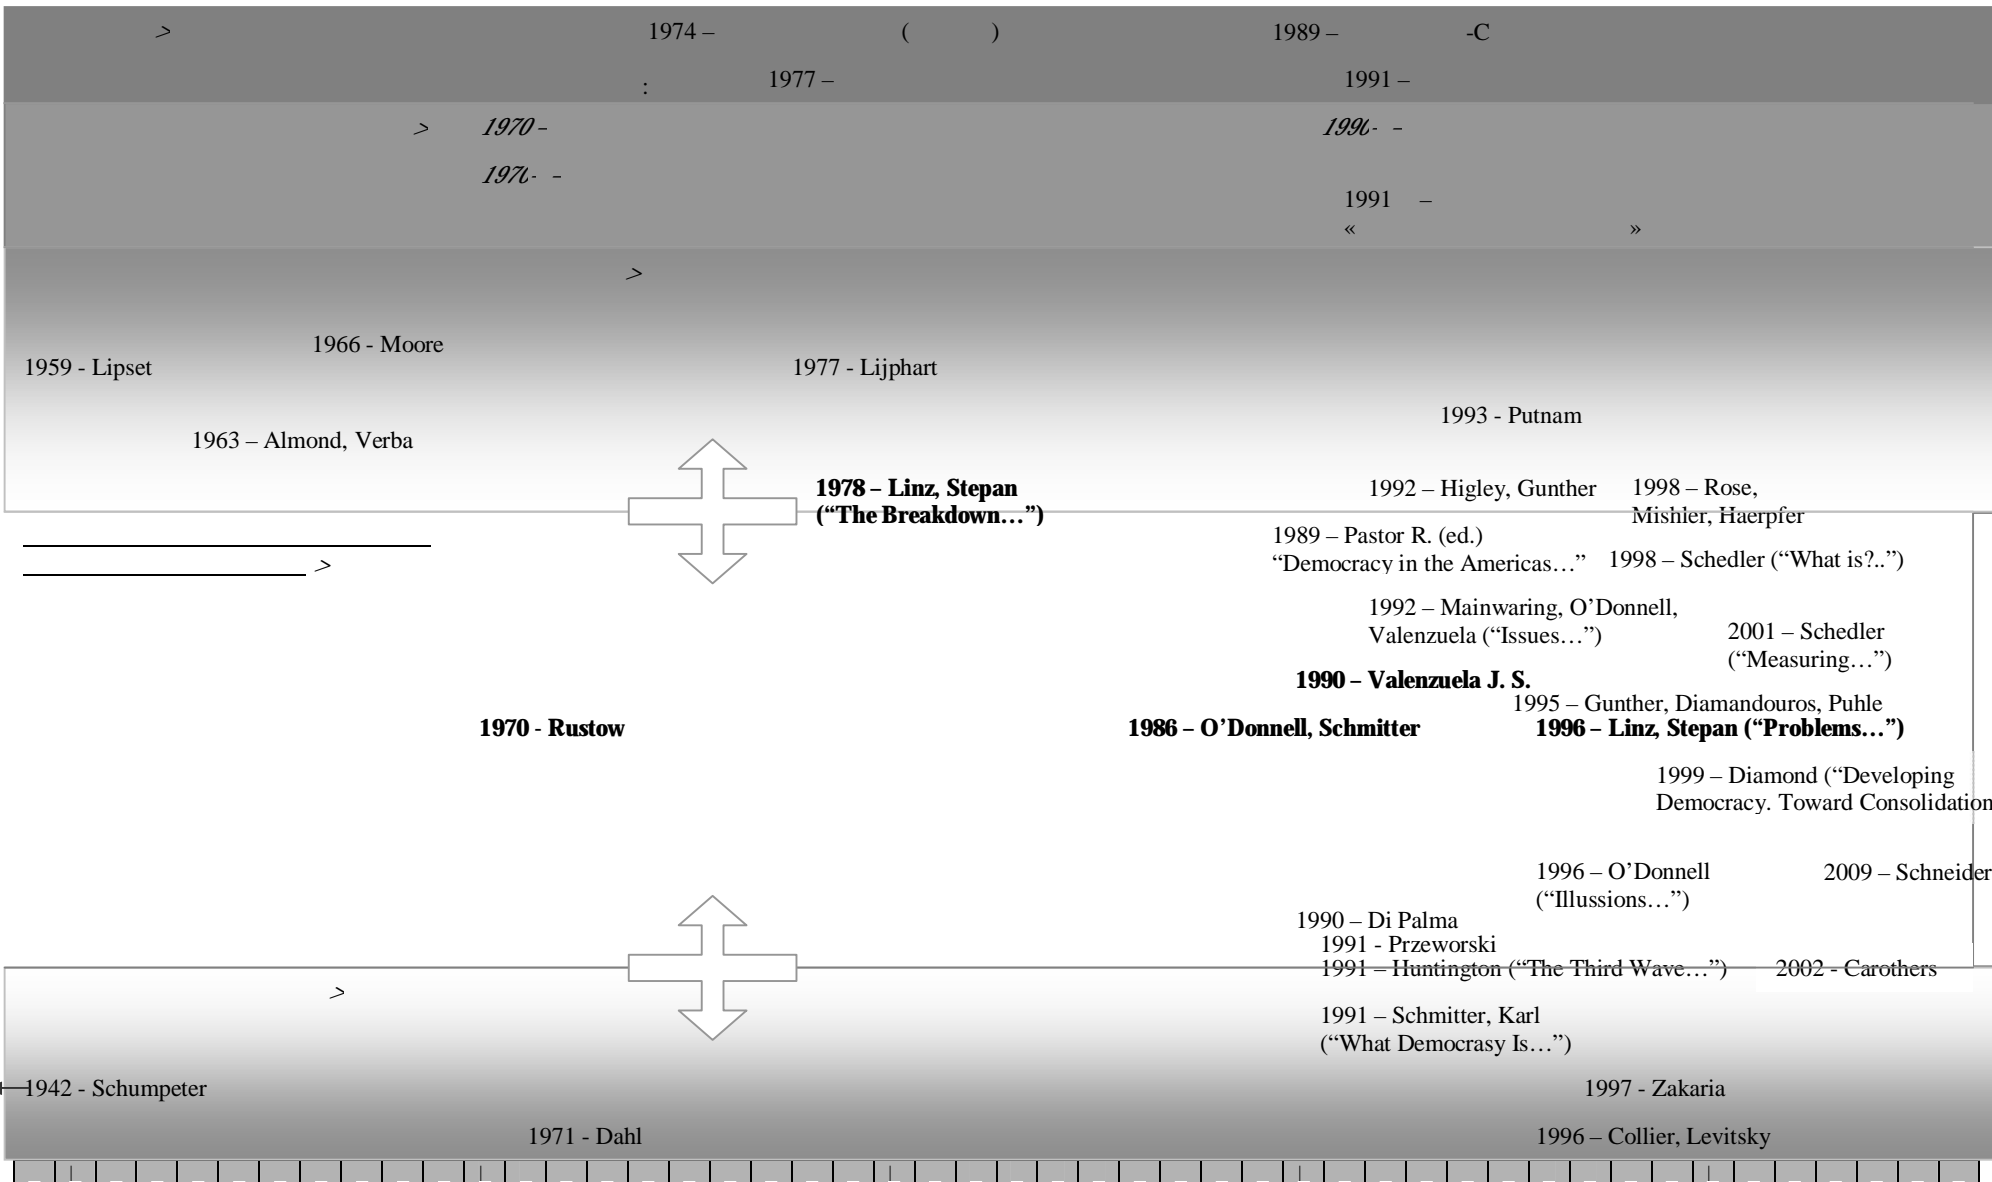 > 1974 – ( ) 1989 – -C
: 1977 – 1991 –
> 1970 – 1990- –
1970- –
1991 –
« »
>
1966 - Moore
1959 - Lipset 1977 - Lijphart
1993 - Putnam
1963 – Almond, Verba
1978 – Linz, Stepan
(“The Breakdown…”)
1992 – Higley, Gunther
1998 – Rose,
Mishler, Haerpfer
1989 – Pastor R. (ed.)
“Democracy in the Americas…”
1998 – Schedler (“What is?..”)
>
1992 – Mainwaring, O’Donnell,
Valenzuela (“Issues…”)
2001 – Schedler
(“Measuring…”)
1990 – Valenzuela J. S.
1995 – Gunther, Diamandouros, Puhle
1970 - Rustow
1986 – O’Donnell, Schmitter
1996 – Linz, Stepan (“Problems…”)
1999 – Diamond (“Developing
Democracy. Toward Consolidation
1996 – O’Donnell
(“Illussions…”)
2009 – Schneider
1990 – Di Palma
1991 - Przeworski
1991 – Huntington (“The Third Wave…”)
2002 - Carothers
>
1991 – Schmitter, Karl
(“What Democrasy Is…”)
1942 - Schumpeter
1997 - Zakaria
1971 - Dahl
1996 – Collier, Levitsky